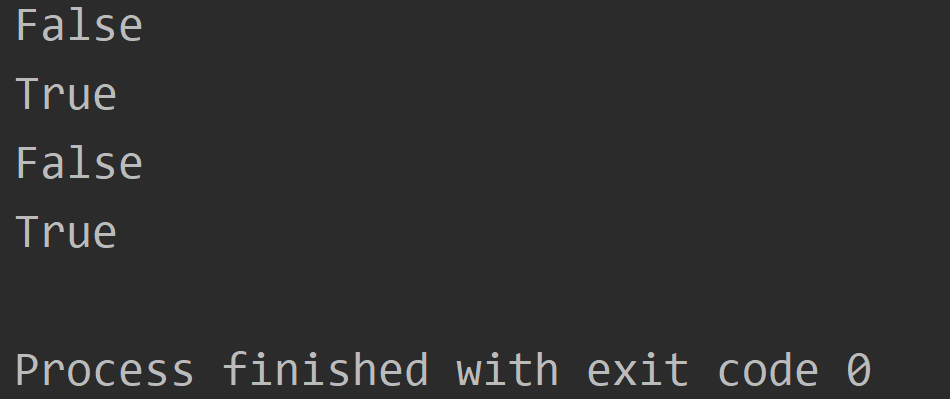 False
True
False
True
Process finished with exit code 0